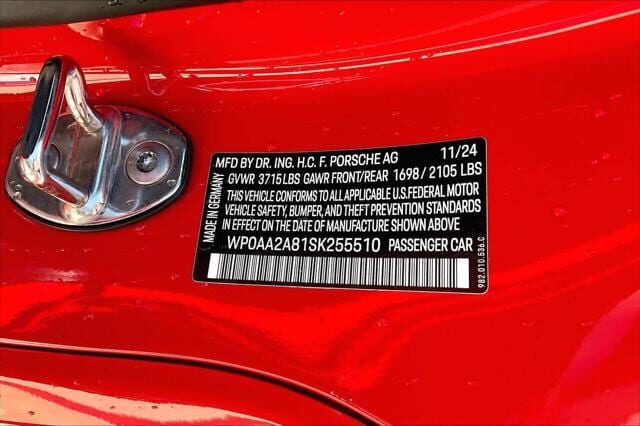 MFD BY DR. ING. H.C. F. PORSCHE AG 11/24
GVWR 3715 LBS GAWR FRONT/REAR 1698 / 2105 LBS
THIS VEHICLE CONFORMS TO ALL APPLICABLE U.S.FEDERAL MOTOR
VEHICLE SAFETY, BUMPER, AND THEFT PREVENTION STANDARDS
IN EFFECT ON THE DATE OF MANUFACTURE SHOWN ABOVE
WP0AA2A81SK255510 PASSENGER CAR
MADE IN GERMANY
982.010.536.C